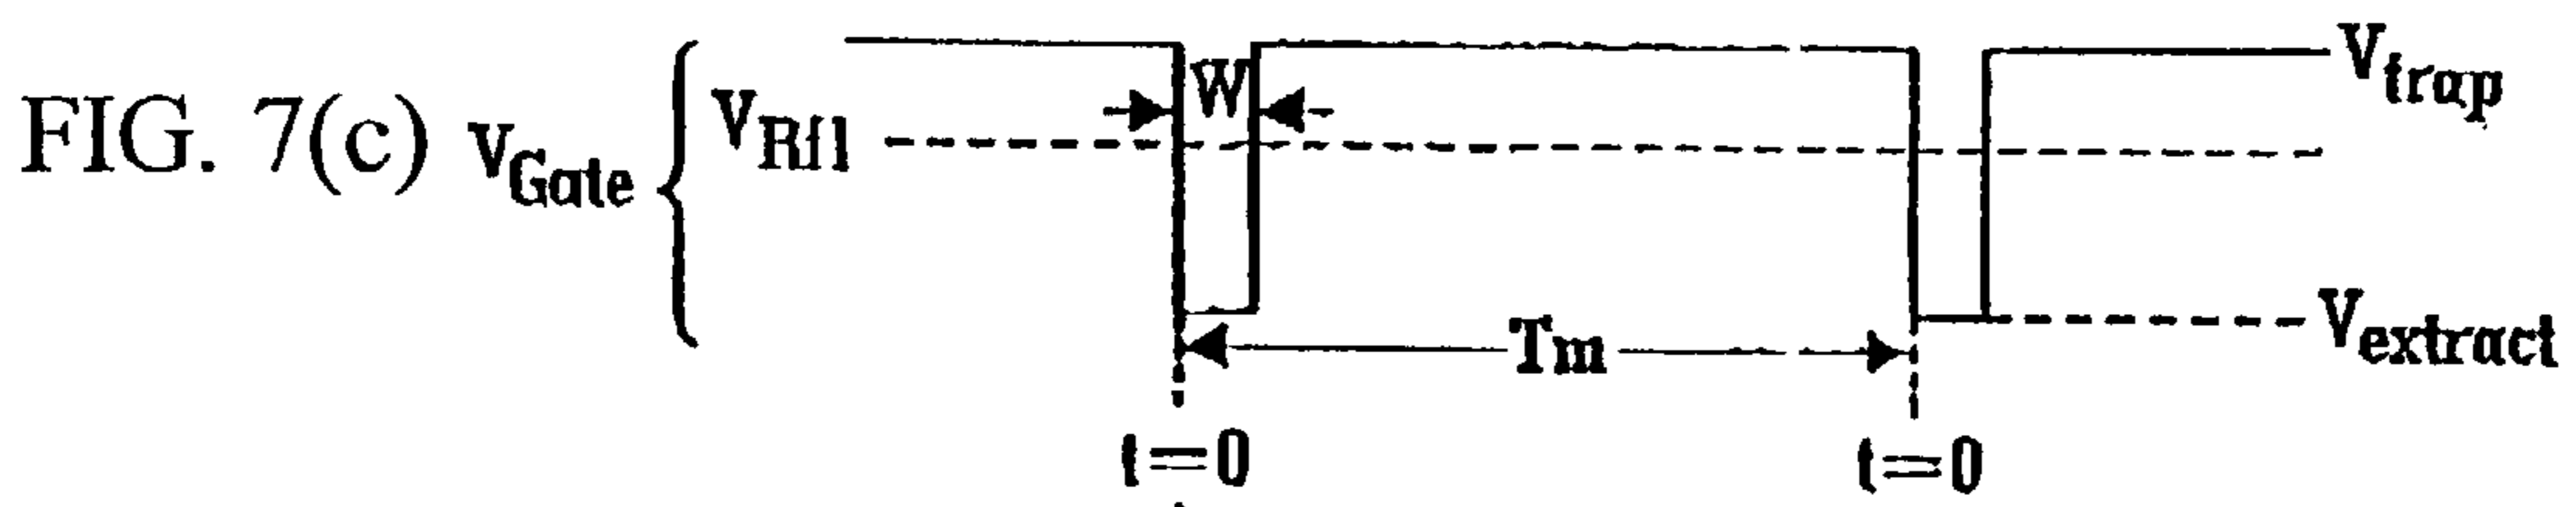 FIG. 7(c)
VGate
VRfl
W
Vtrap
Vextract
Tm
t=0
t=0